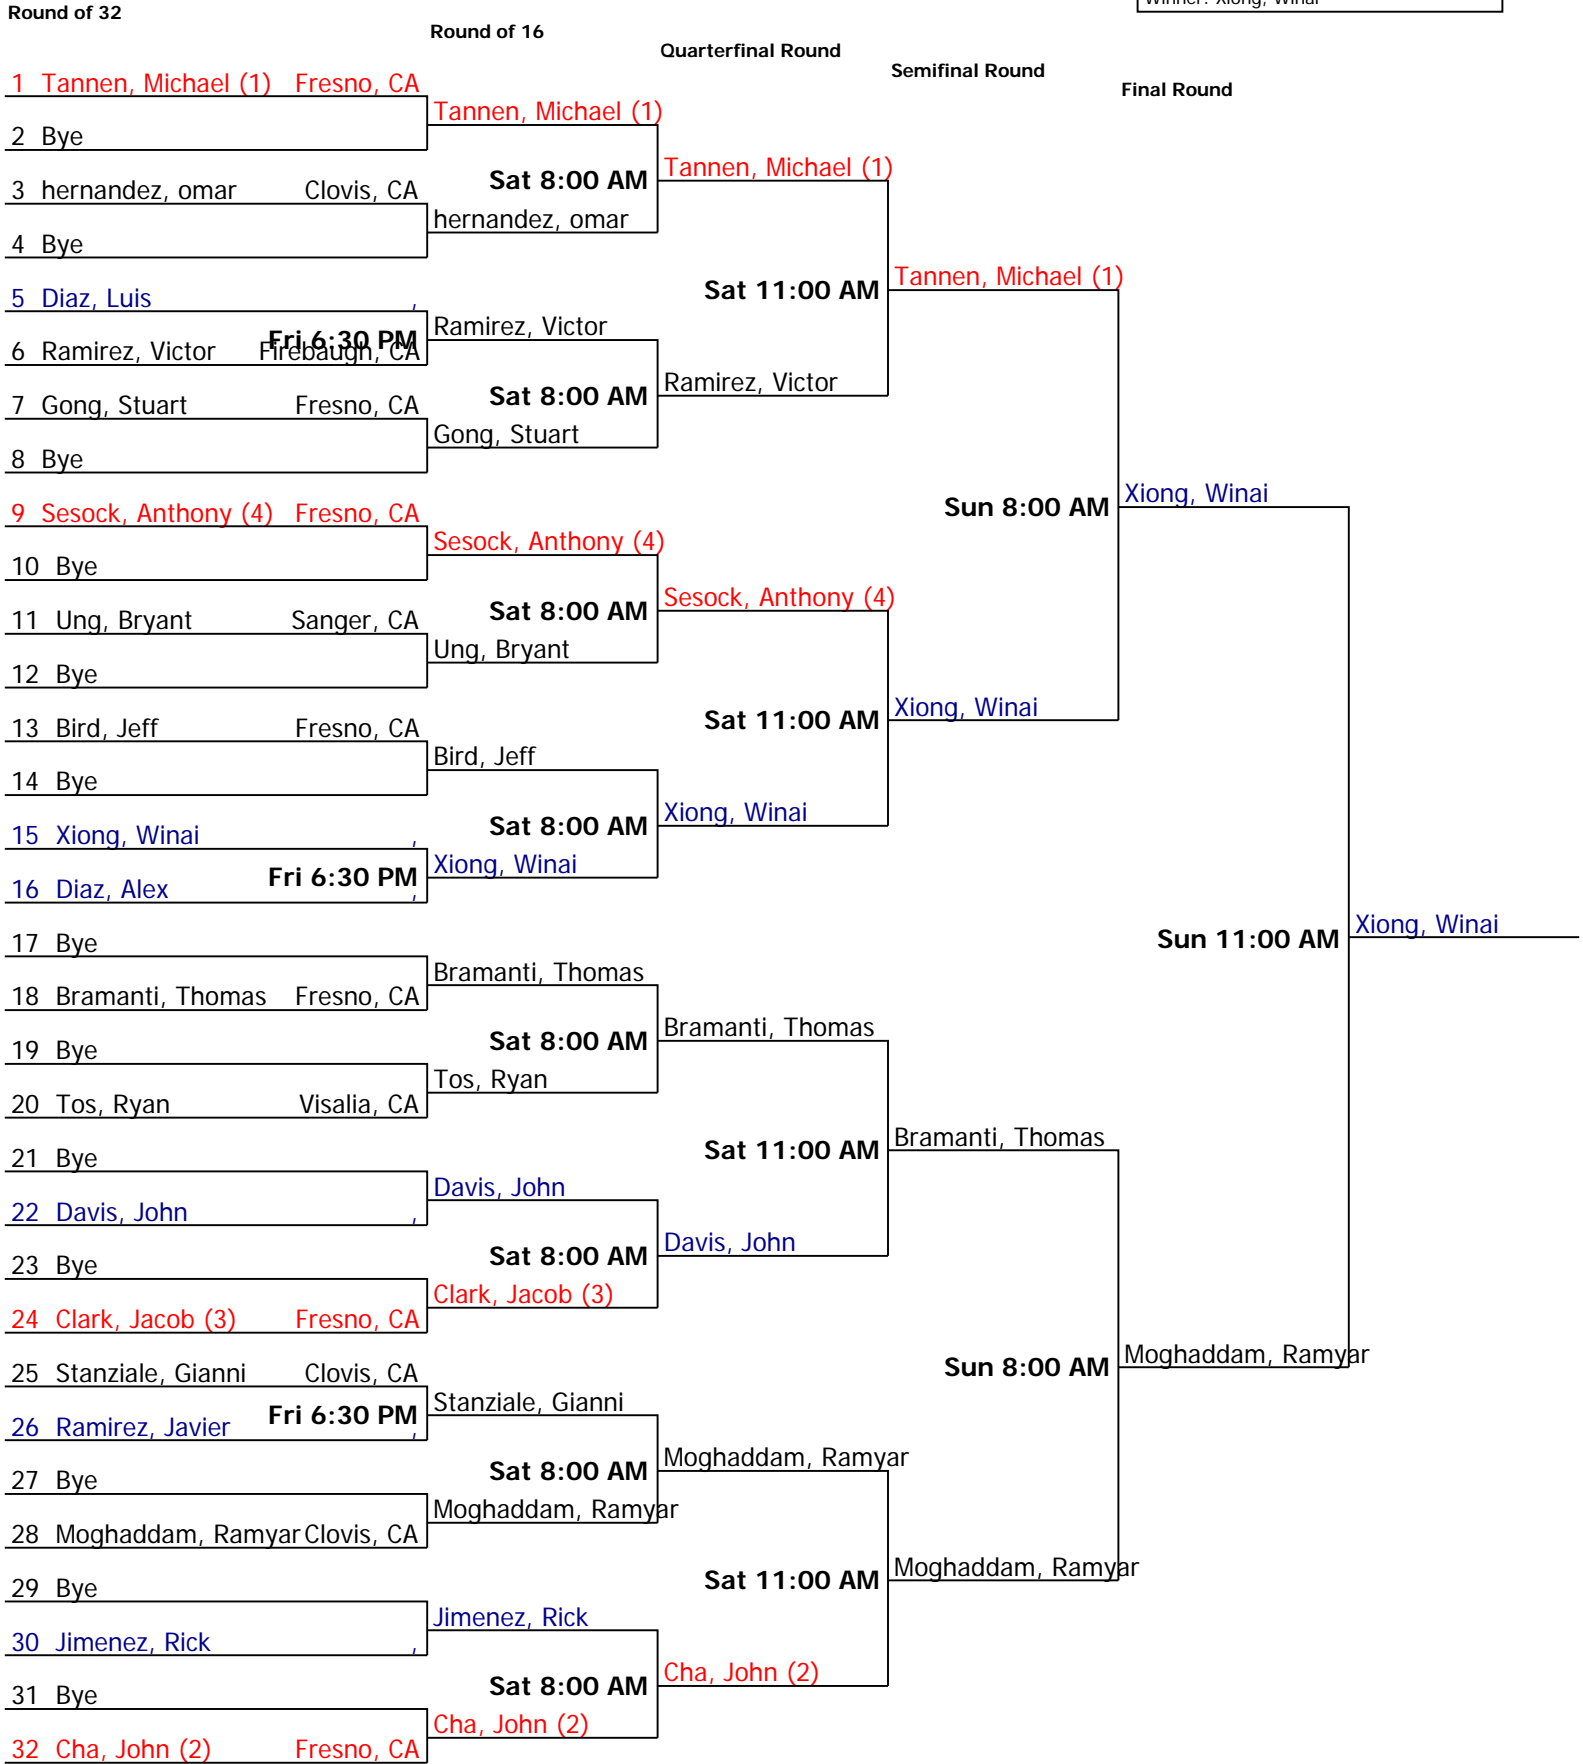 Winner: Xiong, Winai
Round of 32
Round of 16
Quarterfinal Round
Semifinal Round
Final Round
1 Tannen, Michael (1) Fresno, CA
2 Bye
3 hernandez, omar Clovis, CA
4 Bye
5 Diaz, Luis ,
Fri 6:30 PM
6 Ramirez, Victor Firebaugh, CA
7 Gong, Stuart Fresno, CA
8 Bye
9 Sesock, Anthony (4) Fresno, CA
10 Bye
11 Ung, Bryant Sanger, CA
12 Bye
13 Bird, Jeff Fresno, CA
14 Bye
15 Xiong, Winai ,
Fri 6:30 PM
16 Diaz, Alex ,
17 Bye
18 Bramanti, Thomas Fresno, CA
19 Bye
20 Tos, Ryan Visalia, CA
21 Bye
22 Davis, John ,
23 Bye
24 Clark, Jacob (3) Fresno, CA
25 Stanziale, Gianni Clovis, CA
Fri 6:30 PM
26 Ramirez, Javier ,
27 Bye
28 Moghaddam, Ramyar Clovis, CA
29 Bye
30 Jimenez, Rick ,
31 Bye
32 Cha, John (2) Fresno, CA
Tannen, Michael (1)
Sat 8:00 AM
hernandez, omar
Ramirez, Victor
Sat 8:00 AM
Gong, Stuart
Sesock, Anthony (4)
Sat 8:00 AM
Ung, Bryant
Bird, Jeff
Sat 8:00 AM
Xiong, Winai
Bramanti, Thomas
Sat 8:00 AM
Tos, Ryan
Davis, John
Sat 8:00 AM
Clark, Jacob (3)
Stanziale, Gianni
Sat 8:00 AM
Moghaddam, Ramyar
Jimenez, Rick
Sat 8:00 AM
Cha, John (2)
Tannen, Michael (1)
Sat 11:00 AM
Ramirez, Victor
Sesock, Anthony (4)
Sat 11:00 AM
Xiong, Winai
Bramanti, Thomas
Sat 11:00 AM
Davis, John
Moghaddam, Ramyar
Sat 11:00 AM
Cha, John (2)
Tannen, Michael (1)
Sun 8:00 AM
Xiong, Winai
Bramanti, Thomas
Sun 8:00 AM
Moghaddam, Ramyar
Xiong, Winai
Sun 11:00 AM
Moghaddam, Ramyar
Xiong, Winai